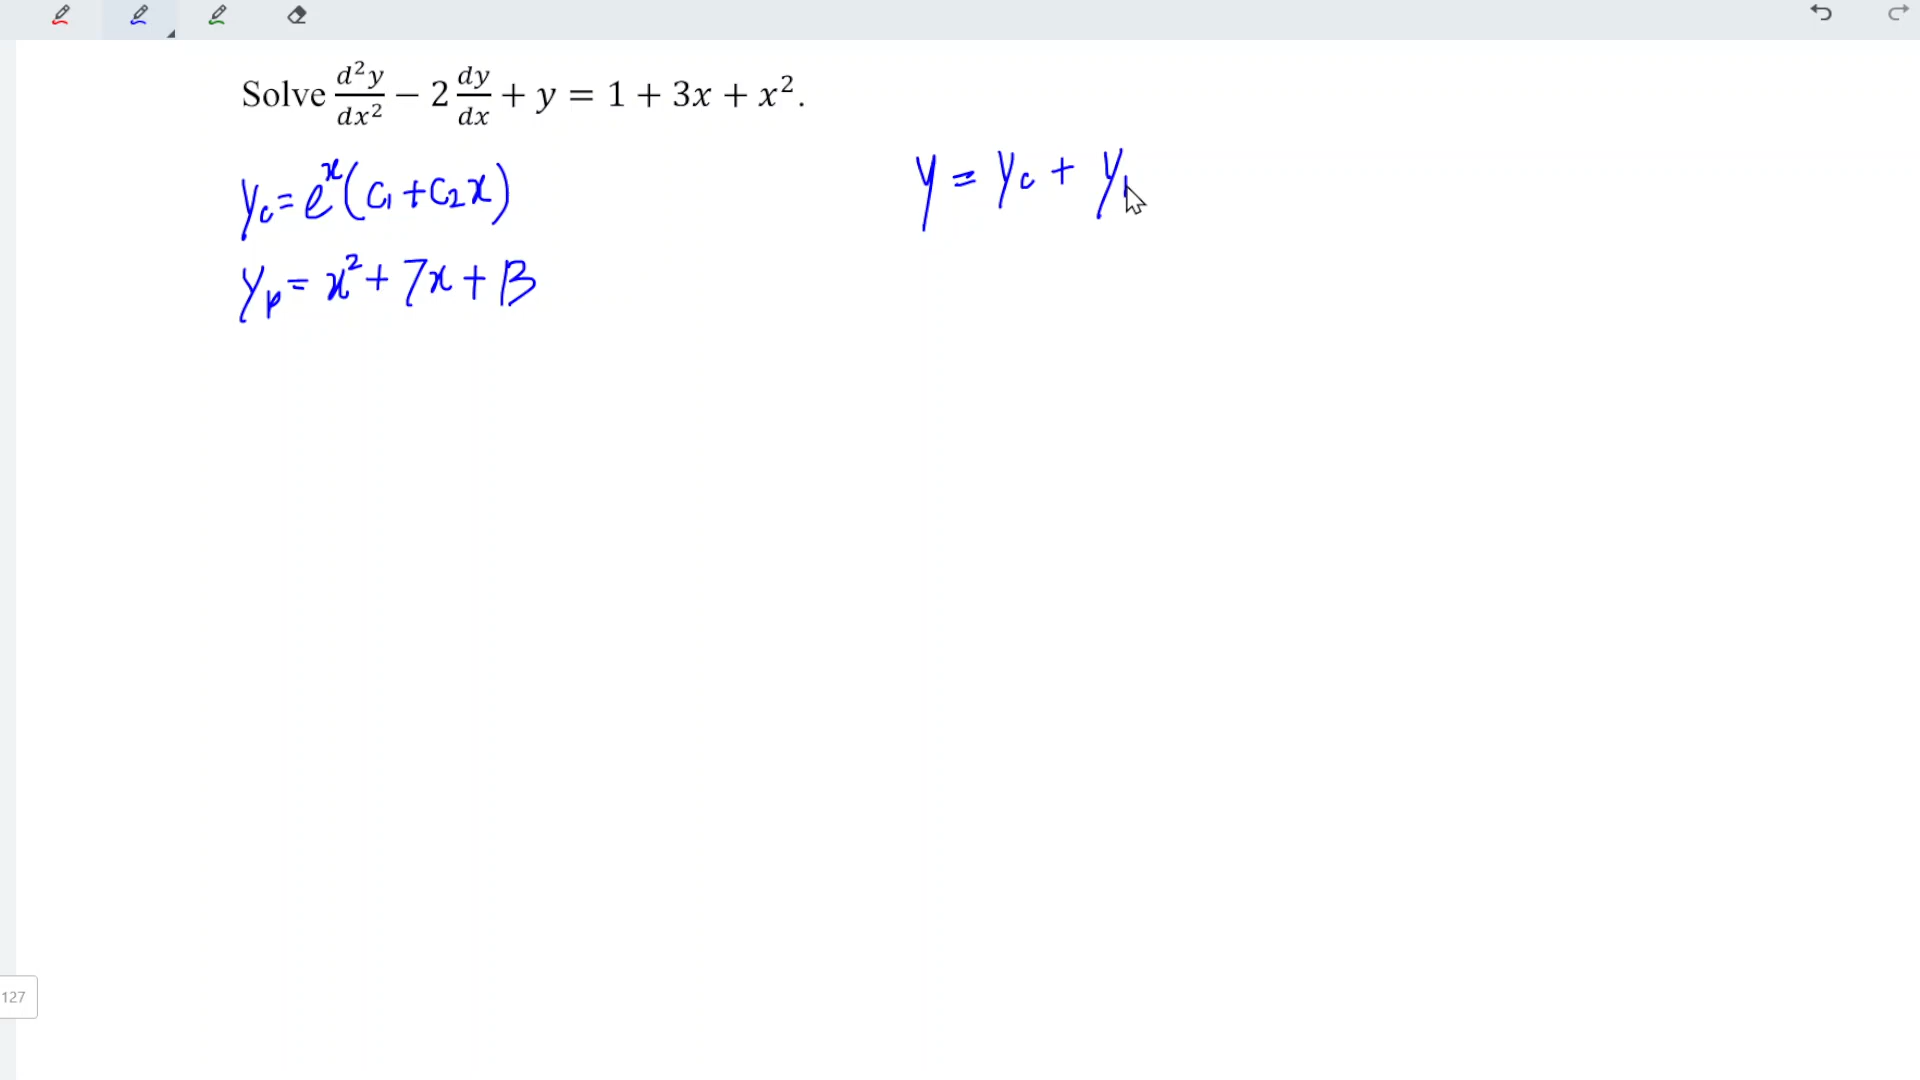 Solve d²y/dx² − 2 dy/dx + y = 1 + 3x + x².
y_c = e^x (c₁ + c₂x)
y_p = x² + 7x + 13
y = y_c + y
127